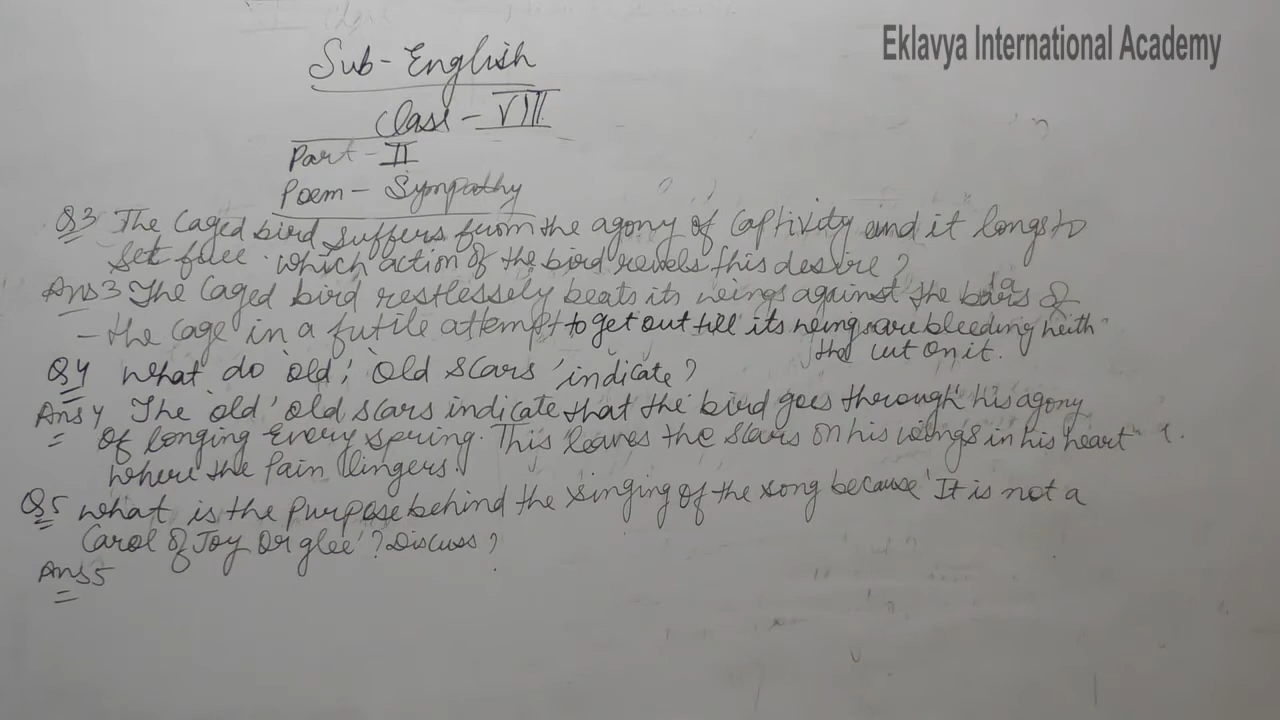 Eklavya International Academy
Sub-English
Class-VIII
Part-II
Poem-Sympathy
Q3 The Caged bird suffers from the agony of Captivity and it longs to
set free. which action of the bird revels this desire?
Ans3 The Caged bird restlessely beats its wings against the bars of
- the cage in a futile attempt to get out till its wings are bleeding with
the cut on it.
Q4 What do 'old', 'old scars' indicate?
Ans4 The 'old' old scars indicate that the bird goes through his agony
of longing Every spring. This leaves the scars on his wings in his heart
where the Pain lingers.
Q5 What is the Purpose behind the singing of the song because 'It is not a
Carol of Joy Or glee'? Discuss?
Ans5